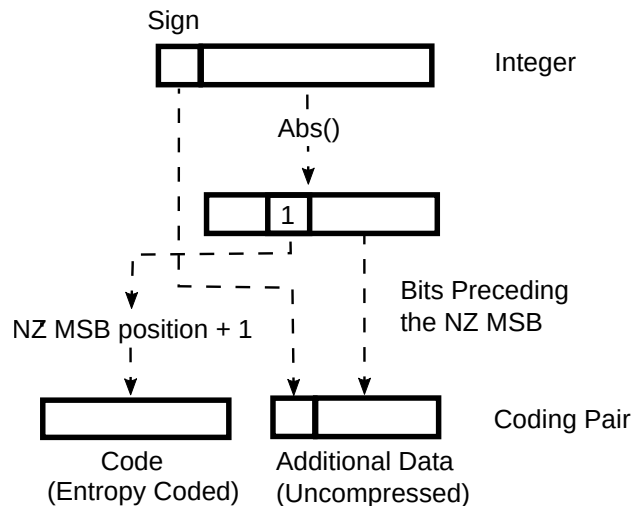 Sign
Integer
Abs()
1
Bits Preceding
the NZ MSB
NZ MSB position + 1
Coding Pair
Code
(Entropy Coded)
Additional Data
(Uncompressed)